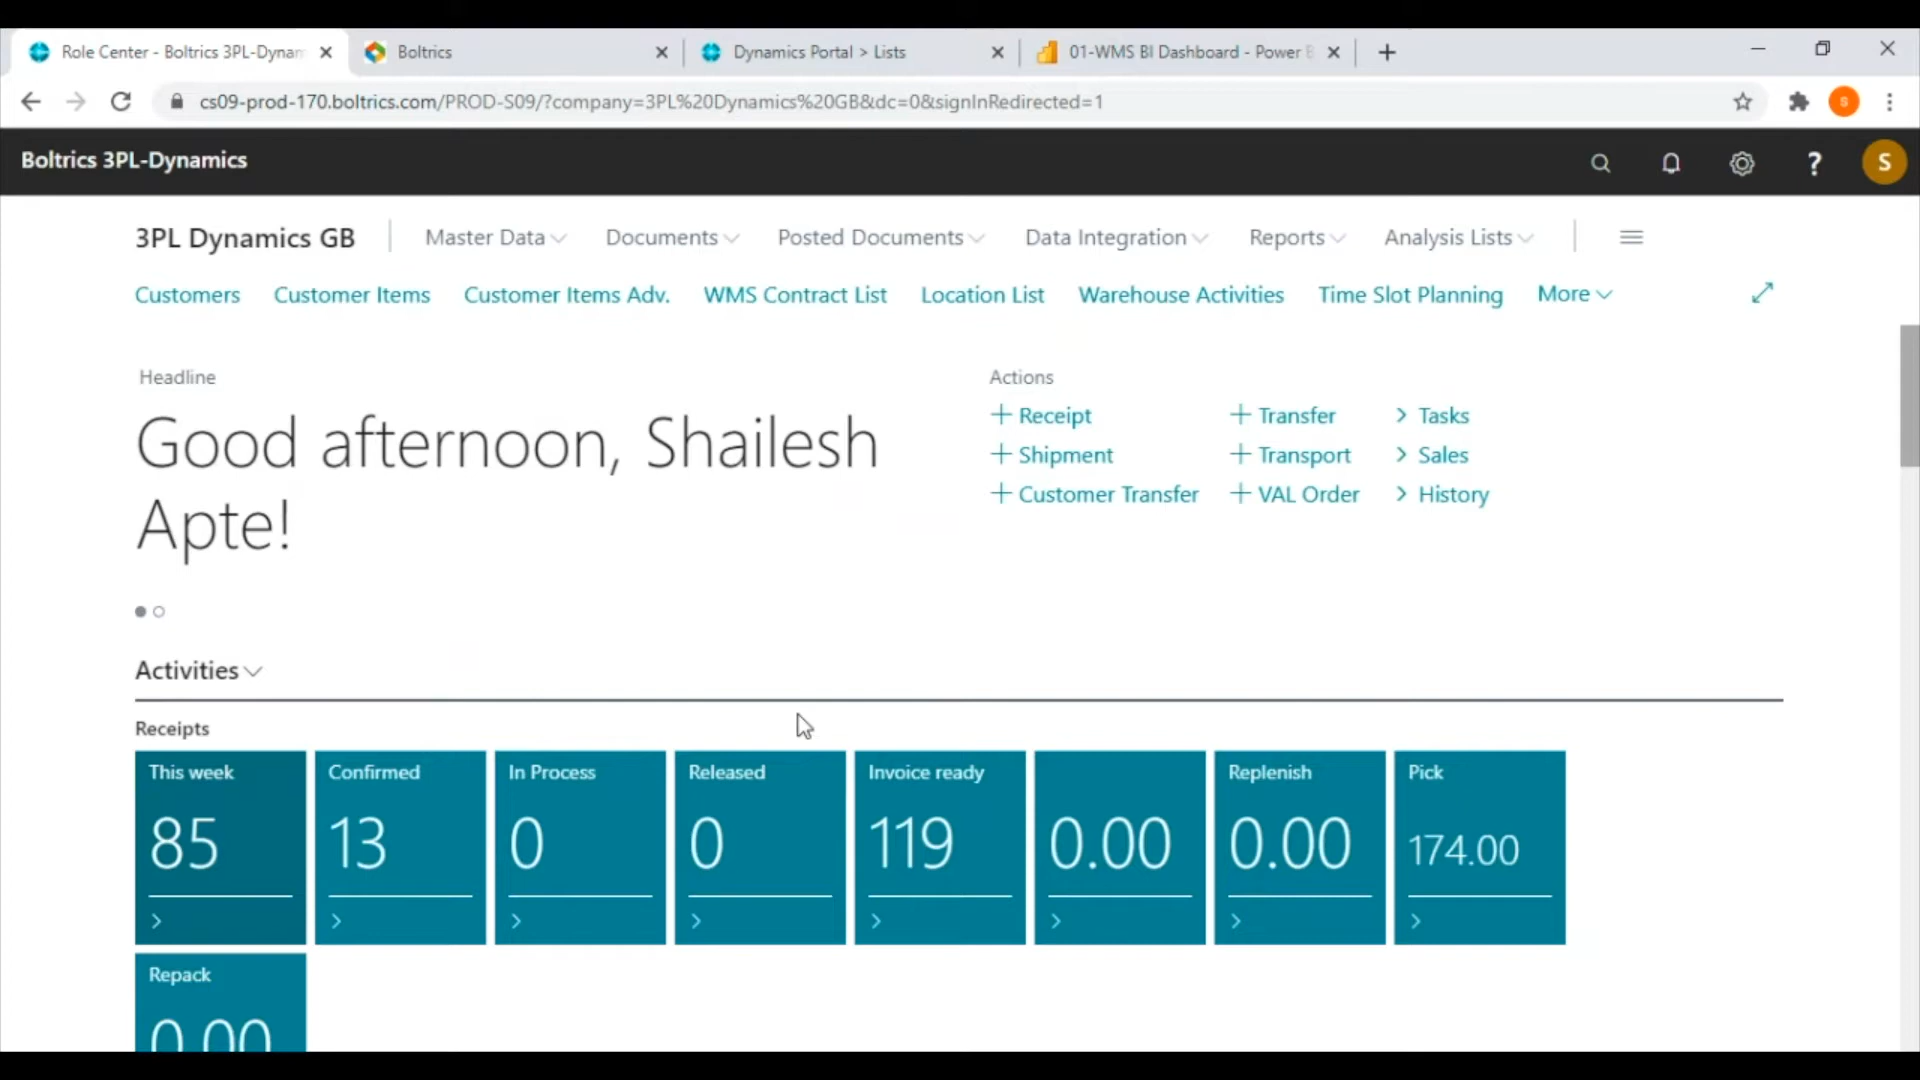 Role Center - Boltrics 3PL-Dynam
Boltrics
Dynamics Portal > Lists
01-WMS BI Dashboard - Power B
cs09-prod-170.boltrics.com/PROD-S09/?company=3PL%20Dynamics%20GB&dc=0&signInRedirected=1
S
Boltrics 3PL-Dynamics
?
S
3PL Dynamics GB
Master Data
Documents
Posted Documents
Data Integration
Reports
Analysis Lists
Customers
Customer Items
Customer Items Adv.
WMS Contract List
Location List
Warehouse Activities
Time Slot Planning
More
Headline
Good afternoon, Shailesh
Apte!
Actions
+ Receipt
+ Transfer
> Tasks
+ Shipment
+ Transport
> Sales
+ Customer Transfer
+ VAL Order
> History
Activities
Receipts
This week
85
Confirmed
13
In Process
0
Released
0
Invoice ready
119
0.00
Replenish
0.00
Pick
174.00
Repack
0.00